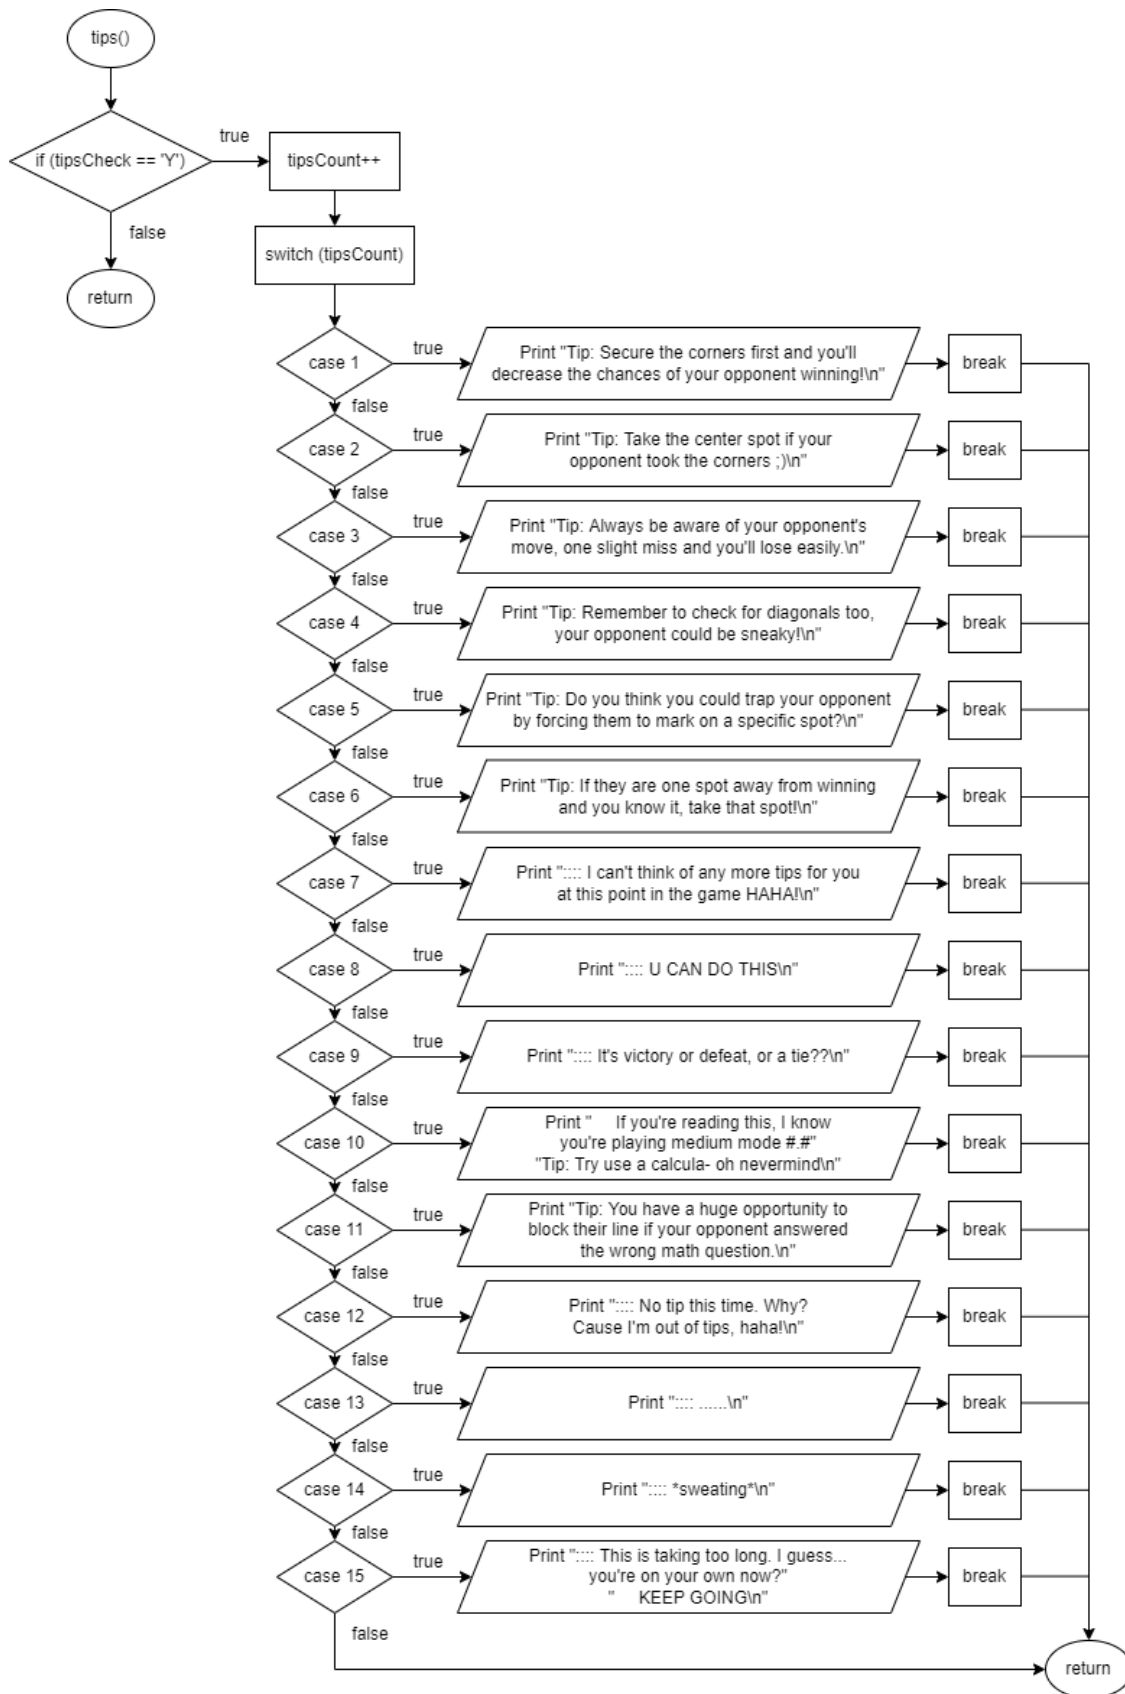 tips()
if (tipsCheck == 'Y')
true
tipsCount++
false
return
switch (tipsCount)
case 1
true
Print "Tip: Secure the corners first and you'll
decrease the chances of your opponent winning!\n"
break
false
case 2
true
Print "Tip: Take the center spot if your
opponent took the corners ;)\n"
break
false
case 3
true
Print "Tip: Always be aware of your opponent's
move, one slight miss and you'll lose easily.\n"
break
false
case 4
true
Print "Tip: Remember to check for diagonals too,
your opponent could be sneaky!\n"
break
false
case 5
true
Print "Tip: Do you think you could trap your opponent
by forcing them to mark on a specific spot?\n"
break
false
case 6
true
Print "Tip: If they are one spot away from winning
and you know it, take that spot!\n"
break
false
case 7
true
Print ":::: I can't think of any more tips for you
at this point in the game HAHA!\n"
break
false
case 8
true
Print ":::: U CAN DO THIS\n"
break
false
case 9
true
Print ":::: It's victory or defeat, or a tie??\n"
break
false
case 10
true
Print "     If you're reading this, I know
you're playing medium mode #.#"
"Tip: Try use a calcula- oh nevermind\n"
break
false
case 11
true
Print "Tip: You have a huge opportunity to
block their line if your opponent answered
the wrong math question.\n"
break
false
case 12
true
Print ":::: No tip this time. Why?
Cause I'm out of tips, haha!\n"
break
false
case 13
true
Print ":::: ......\n"
break
false
case 14
true
Print ":::: *sweating*\n"
break
false
case 15
true
Print ":::: This is taking too long. I guess...
you're on your own now?"
"     KEEP GOING\n"
break
false
return